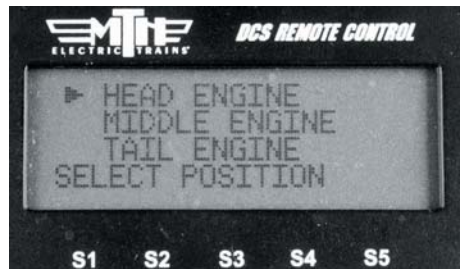 MTH DCS REMOTE CONTROL
ELECTRIC TRAINS
HEAD ENGINE
MIDDLE ENGINE
TAIL ENGINE
SELECT POSITION
S1 S2 S3 S4 S5